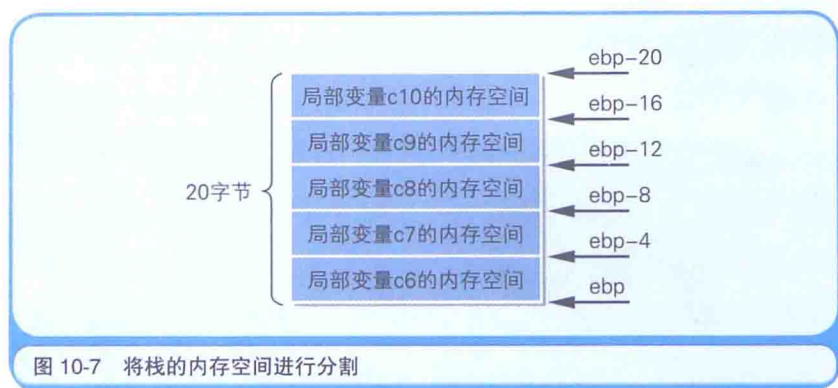 ebp-20
局部变量c10的内存空间
ebp-16
局部变量c9的内存空间
ebp-12
20字节
局部变量c8的内存空间
ebp-8
局部变量c7的内存空间
ebp-4
局部变量c6的内存空间
ebp
图 10-7 将栈的内存空间进行分割